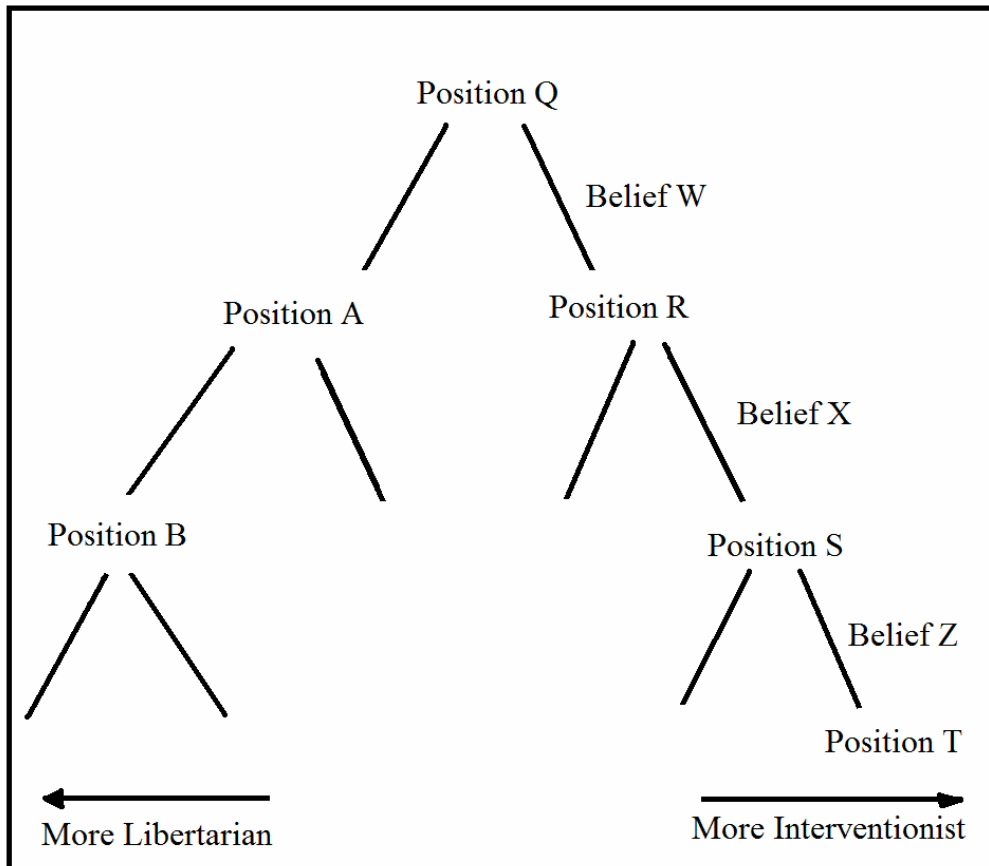 Position Q
Belief W
Position A
Position R
Belief X
Position B
Position S
Belief Z
Position T
More Libertarian
More Interventionist